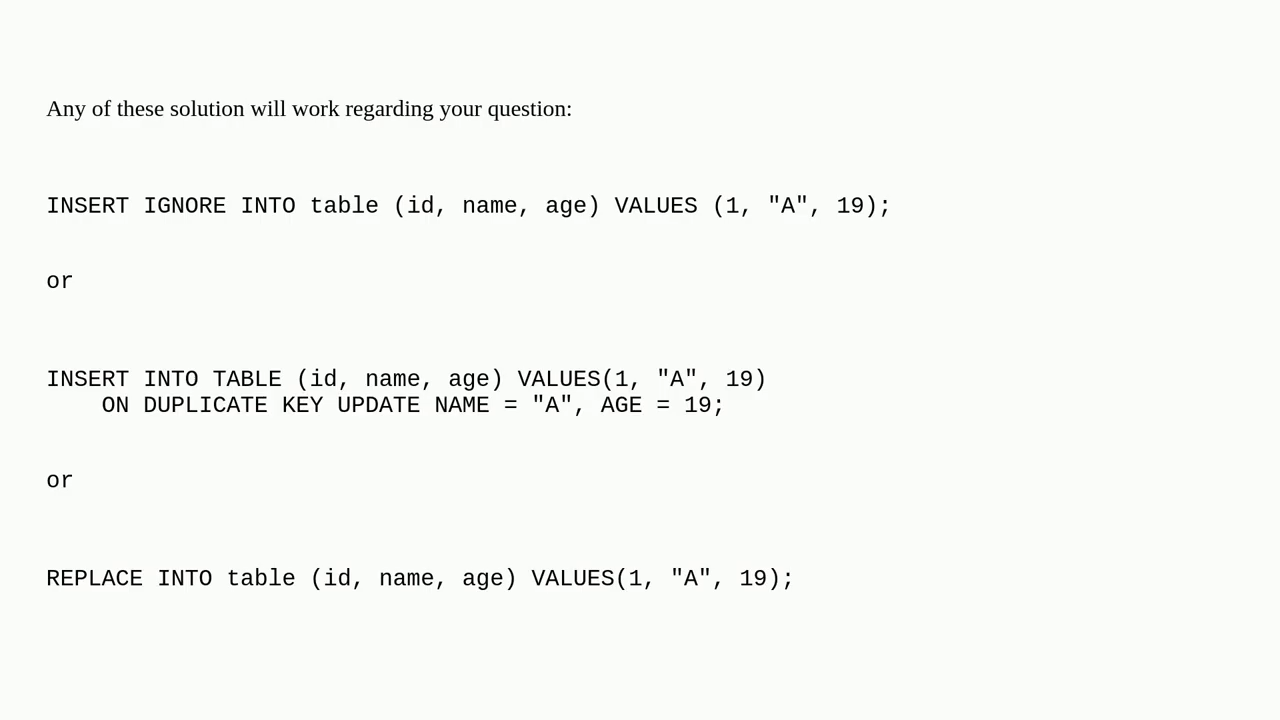 Any of these solution will work regarding your question:
INSERT IGNORE INTO table (id, name, age) VALUES (1, "A", 19);
or
INSERT INTO TABLE (id, name, age) VALUES(1, "A", 19)
    ON DUPLICATE KEY UPDATE NAME = "A", AGE = 19;
or
REPLACE INTO table (id, name, age) VALUES(1, "A", 19);